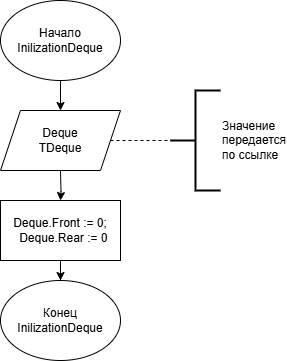 Начало
InilizationDeque
Deque
TDeque
Значение
передается
по ссылке
Deque.Front := 0;
Deque.Rear := 0
Конец
InilizationDeque